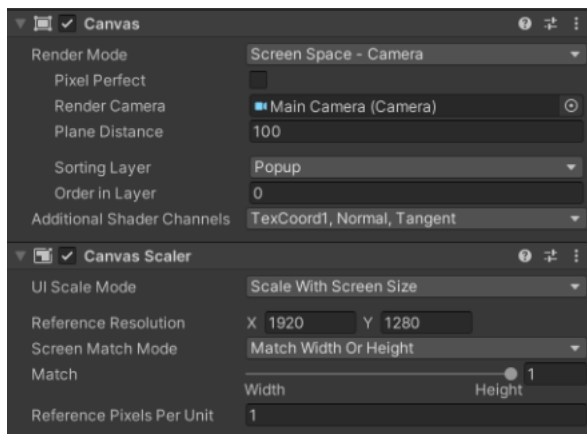 Canvas
Render Mode Screen Space - Camera
Pixel Perfect
Render Camera Main Camera (Camera)
Plane Distance 100
Sorting Layer Popup
Order in Layer 0
Additional Shader Channels TexCoord1, Normal, Tangent
Canvas Scaler
UI Scale Mode Scale With Screen Size
Reference Resolution X 1920 Y 1280
Screen Match Mode Match Width Or Height
Match 1
Width Height
Reference Pixels Per Unit 1